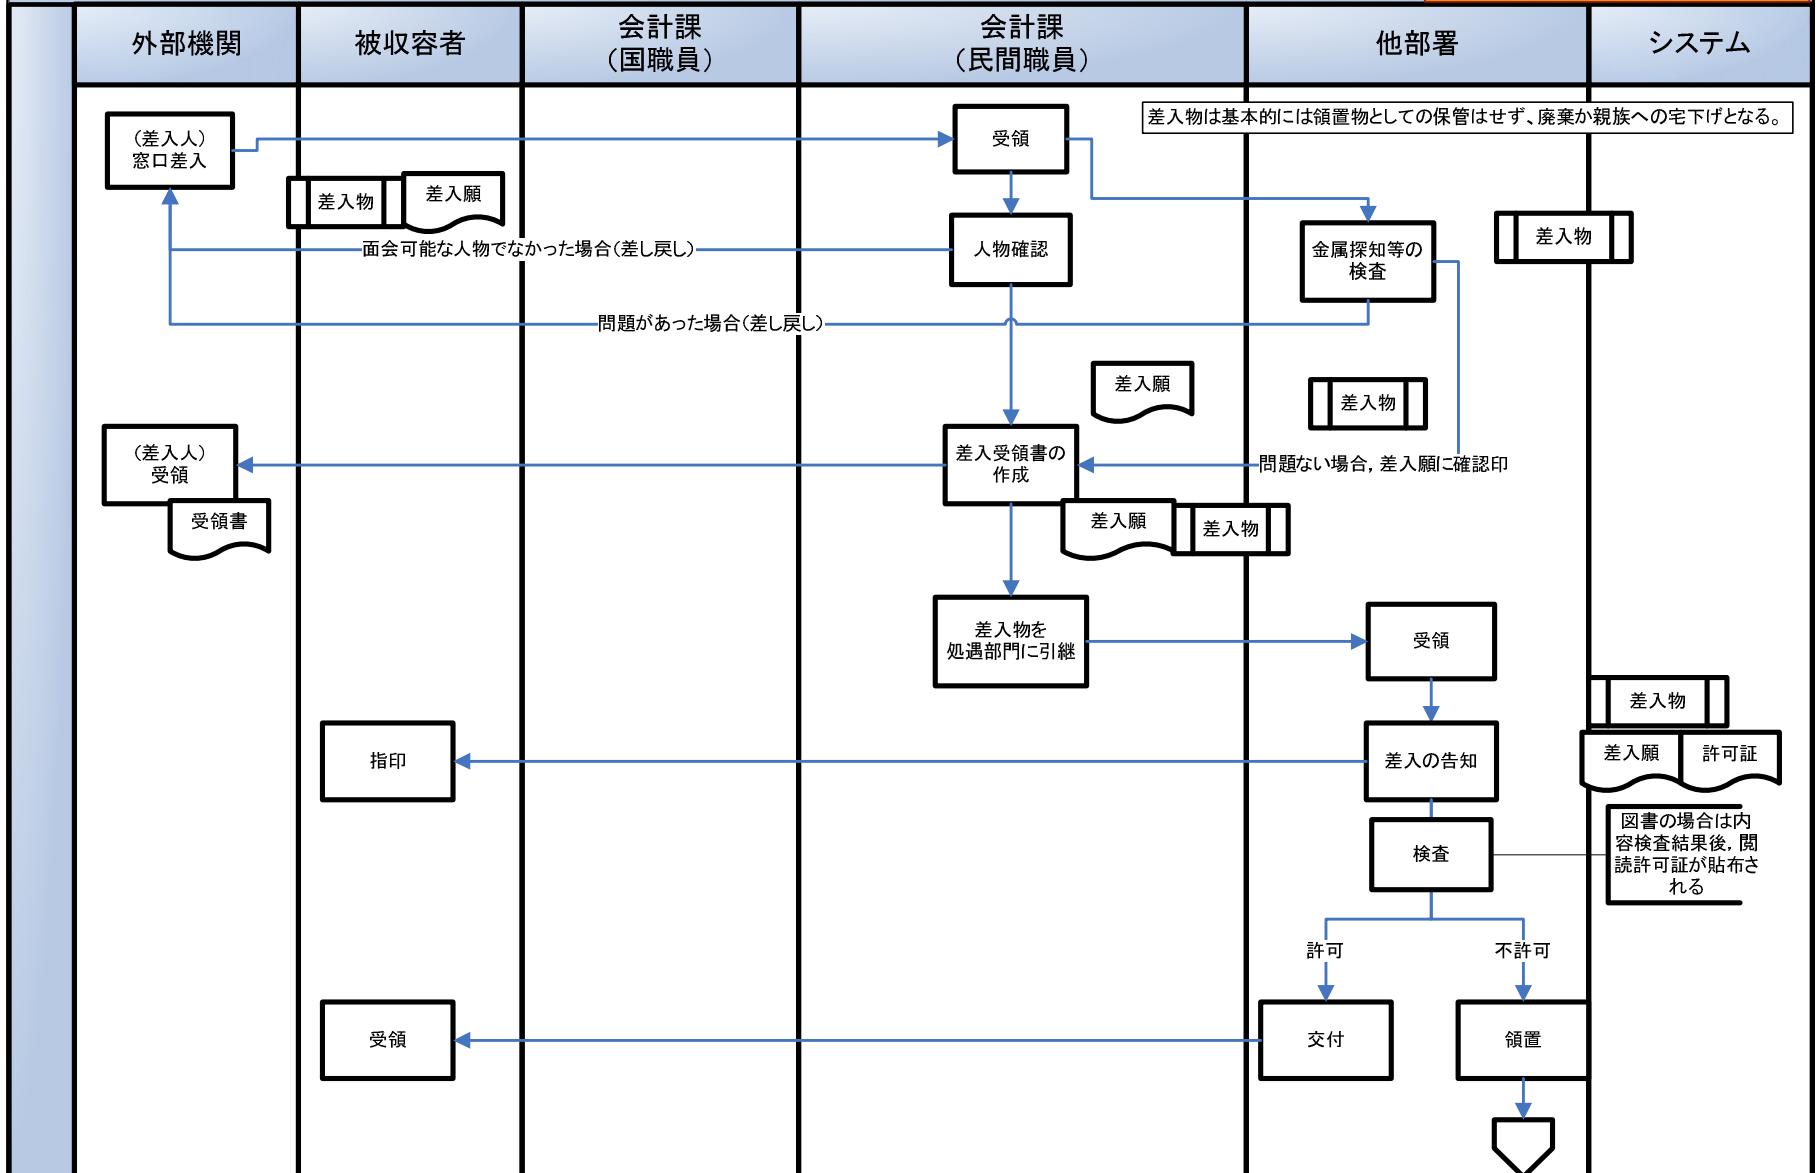 外部機関
被収容者
会計課
（国職員）
会計課
（民間職員）
他部署
システム
差入物は基本的には領置物としての保管はせず、廃棄か親族への宅下げとなる。
（差入人）
窓口差入
受領
差入物
差入願
人物確認
金属探知等の
検査
差入物
面会可能な人物でなかった場合（差し戻し）
問題があった場合（差し戻し）
差入願
差入物
（差入人）
受領
差入受領書の
作成
問題ない場合，差入願に確認印
受領書
差入願
差入物
差入物を
処遇部門に引継
受領
差入物
指印
差入の告知
差入願
許可証
検査
図書の場合は内
容検査結果後，閲
読許可証が貼布さ
れる
許可
不許可
受領
交付
領置